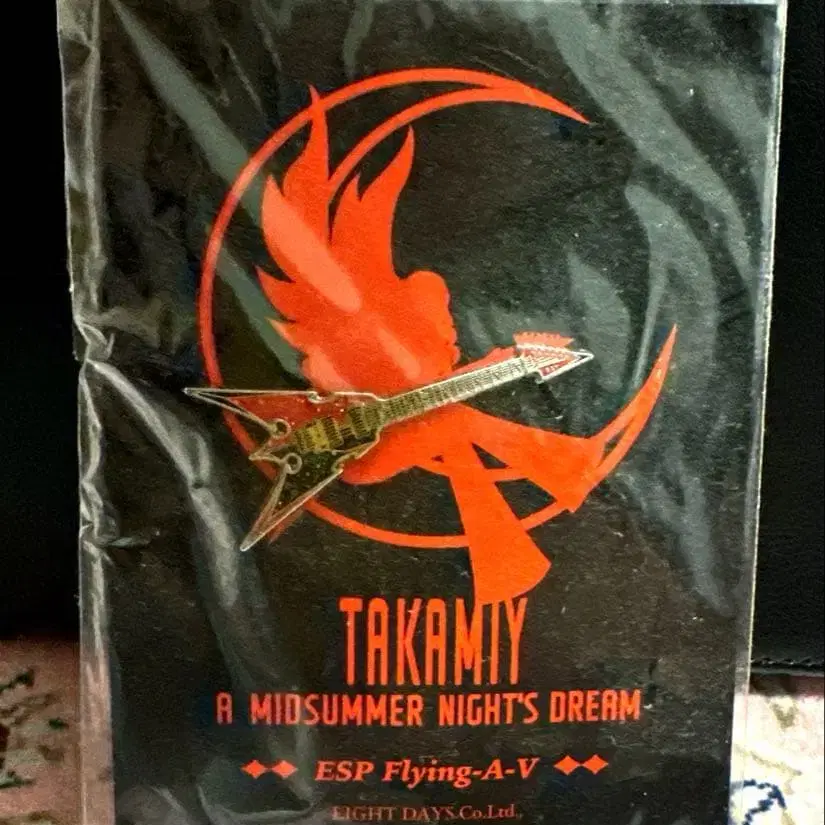 TAKAMIY
A MIDSUMMER NIGHT'S DREAM
ESP Flying-A-V
EIGHT DAYS.Co.Ltd.,